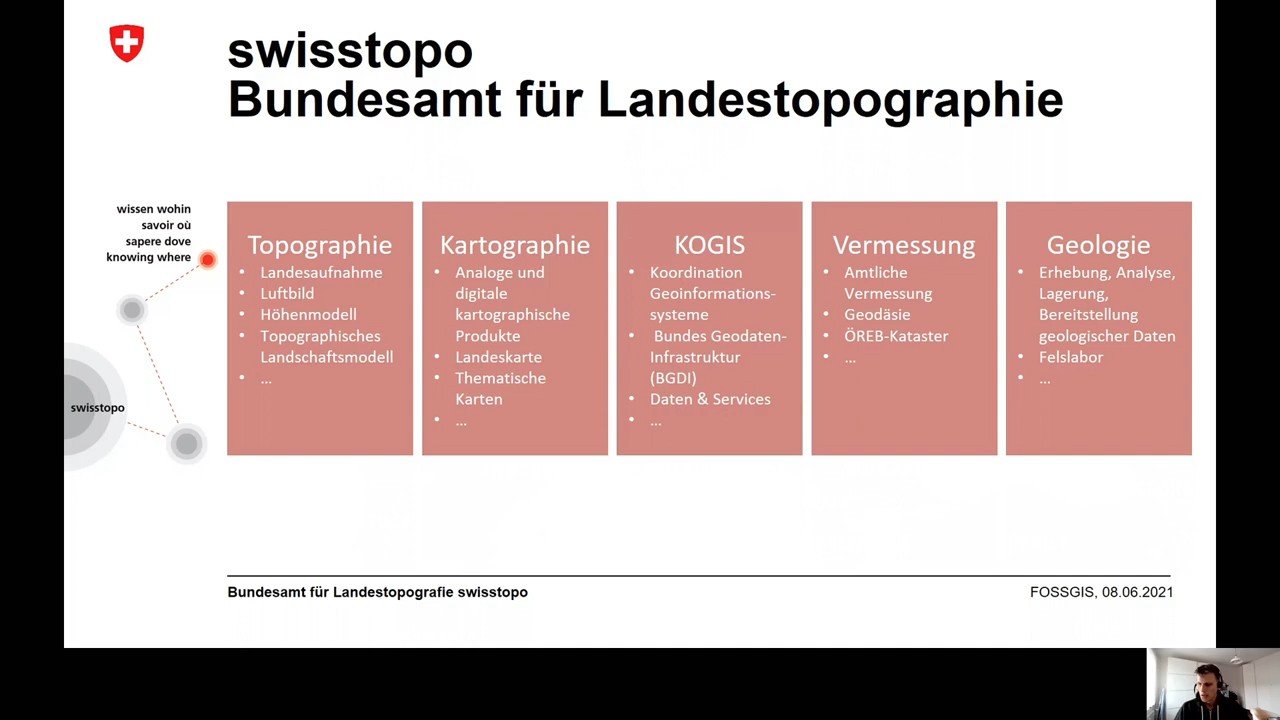 swisstopo
Bundesamt für Landestopographie
wissen wohin
savoir où
sapere dove
knowing where
swisstopo
Topographie
• Landesaufnahme
• Luftbild
• Höhenmodell
• Topographisches
Landschaftsmodell
• ...
Kartographie
• Analoge und
digitale
kartographische
Produkte
• Landeskarte
• Thematische
Karten
• ...
KOGIS
• Koordination
Geoinformations-
systeme
• Bundes Geodaten-
Infrastruktur
(BGDI)
• Daten & Services
• ...
Vermessung
• Amtliche
Vermessung
• Geodäsie
• ÖREB-Kataster
• ...
Geologie
• Erhebung, Analyse,
Lagerung,
Bereitstellung
geologischer Daten
• Felslabor
• ...
Bundesamt für Landestopografie swisstopo
FOSSGIS, 08.06.2021